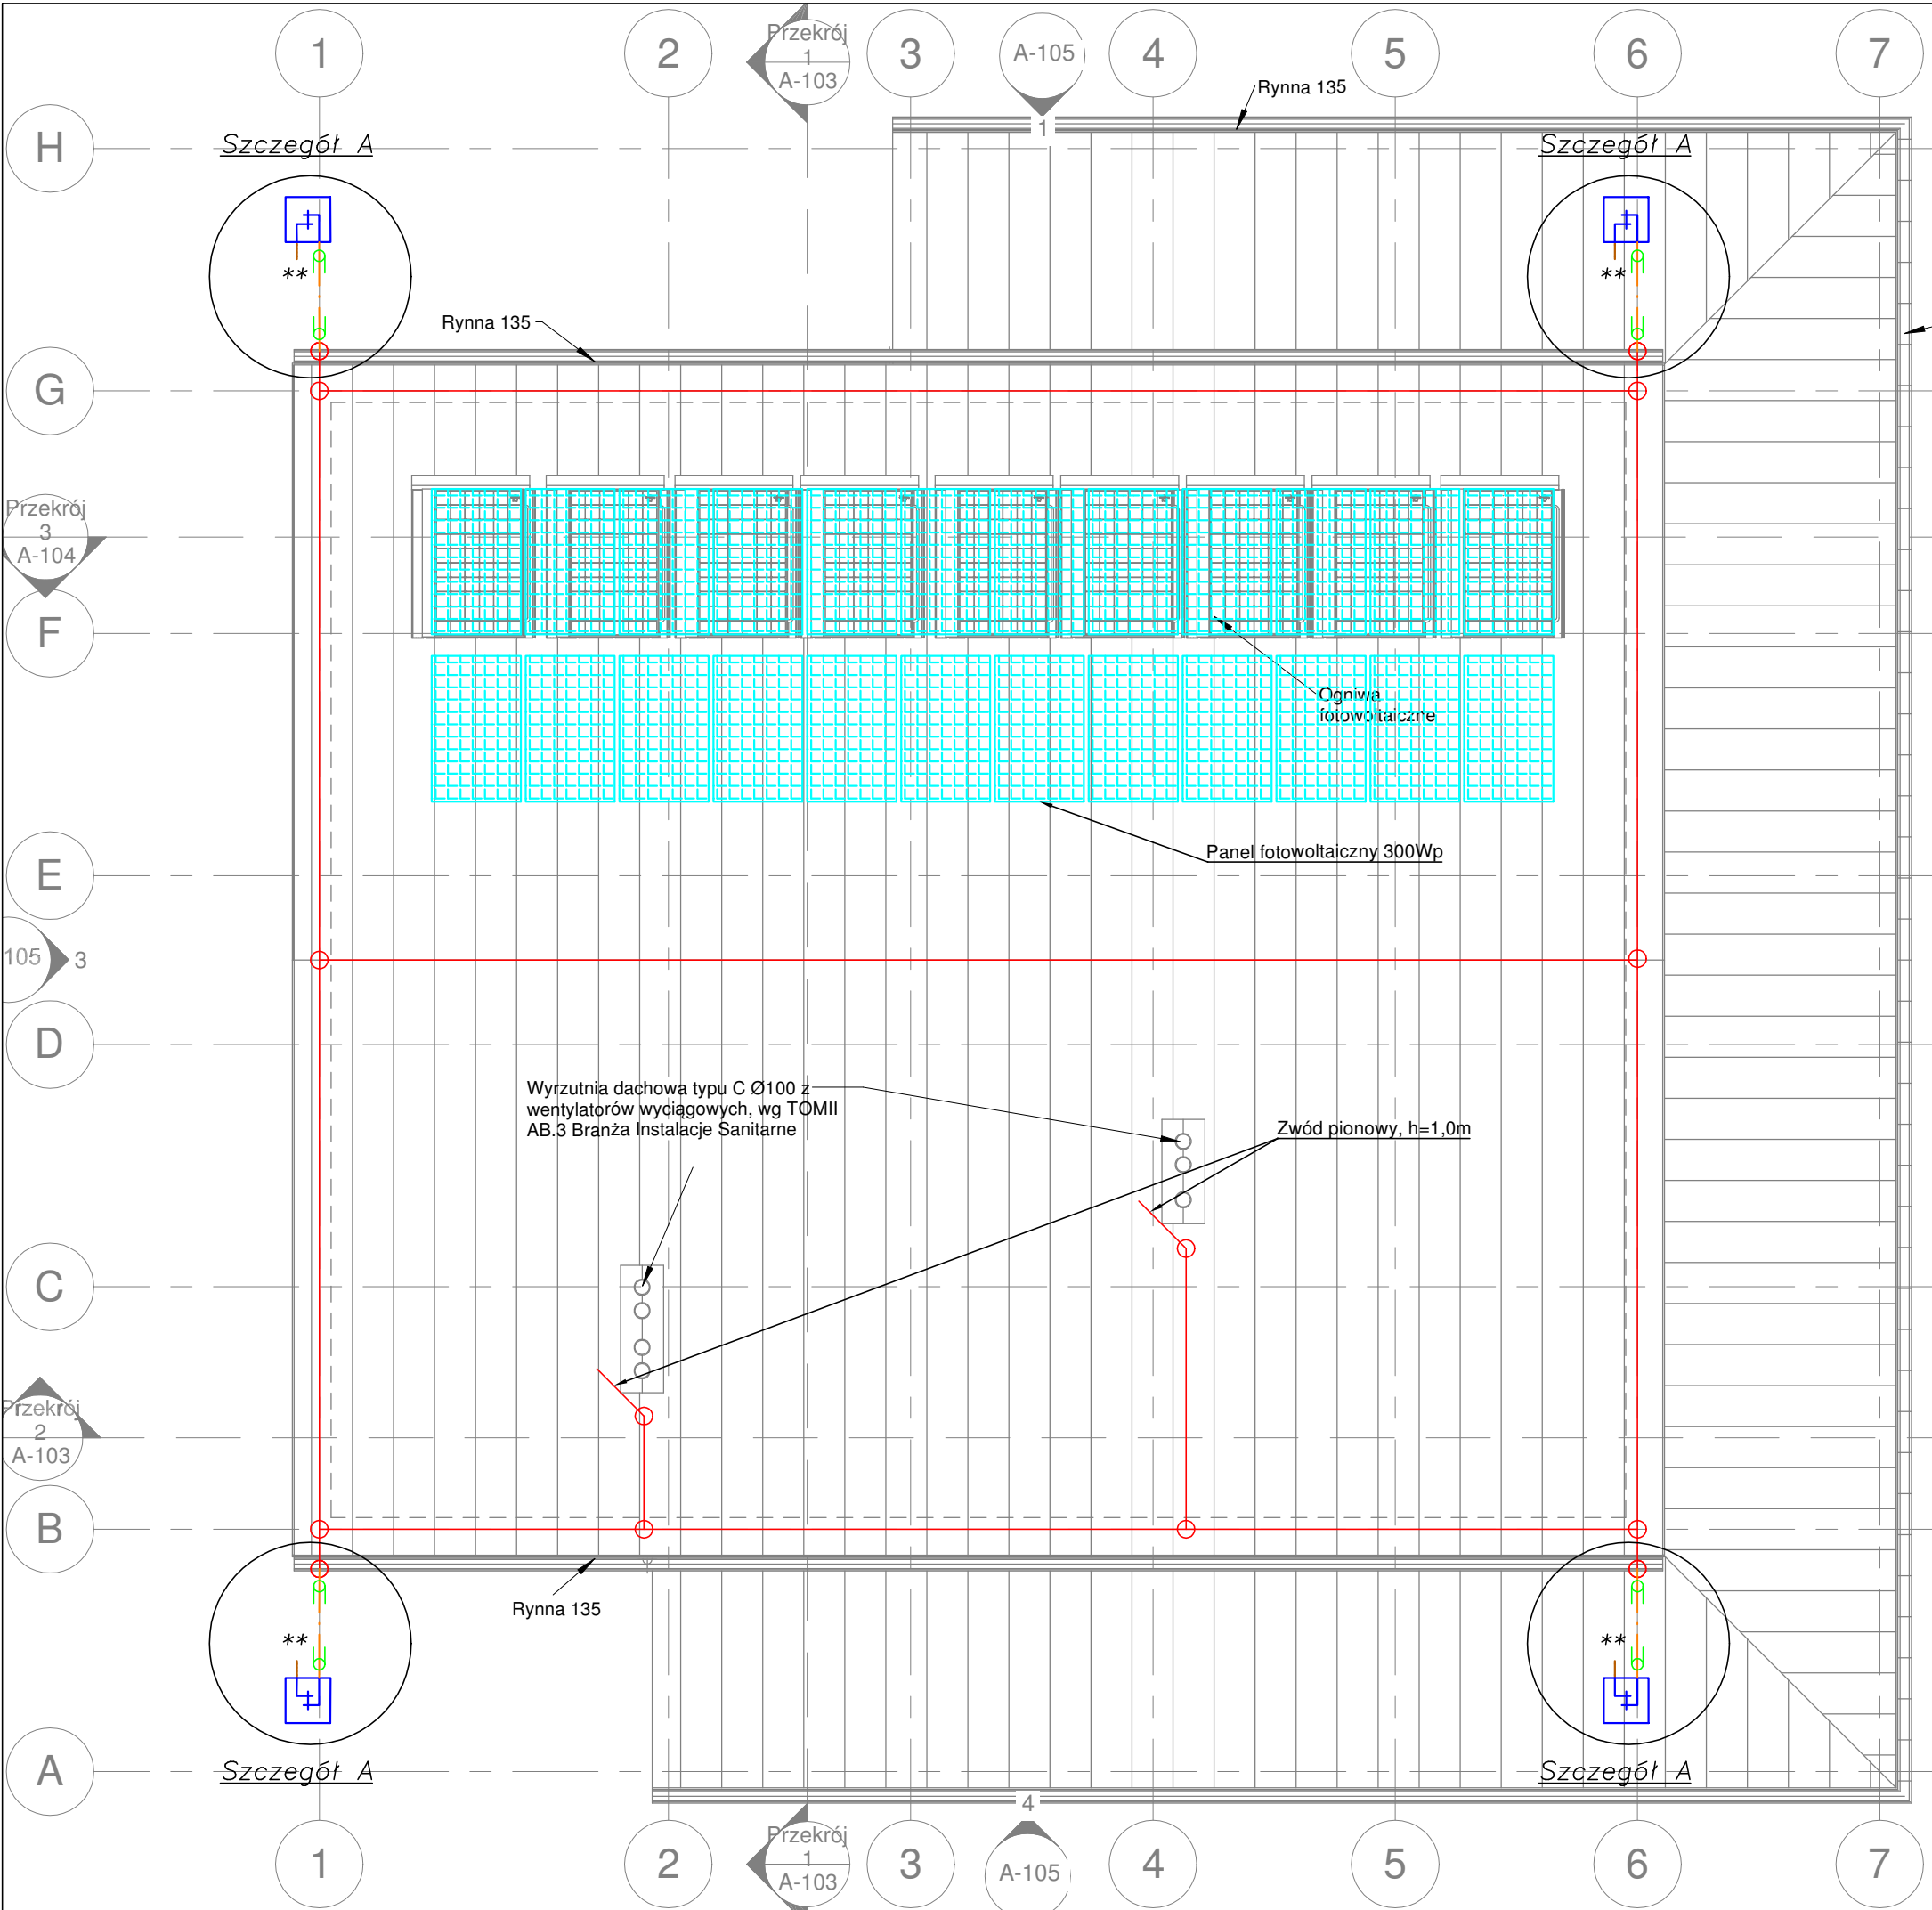 1
2
Przekrój
1
A-103
3
A-105
1
4
5
6
7
Rynna 135
H
Szczegół A
Szczegół A
**
**
Rynna 135
G
Przekrój
3
A-104
F
Ogniwa
fotowoltaiczne
Panel fotowoltaiczny 300Wp
E
105
3
D
Wyrzutnia dachowa typu C Ø100 z
wentylatorów wyciągowych, wg TOMII
AB.3 Branża Instalacje Sanitarne
Zwód pionowy, h=1,0m
C
Przekrój
2
A-103
B
Rynna 135
**
**
A
Szczegół A
Szczegół A
4
1
2
Przekrój
1
A-103
3
A-105
4
5
6
7